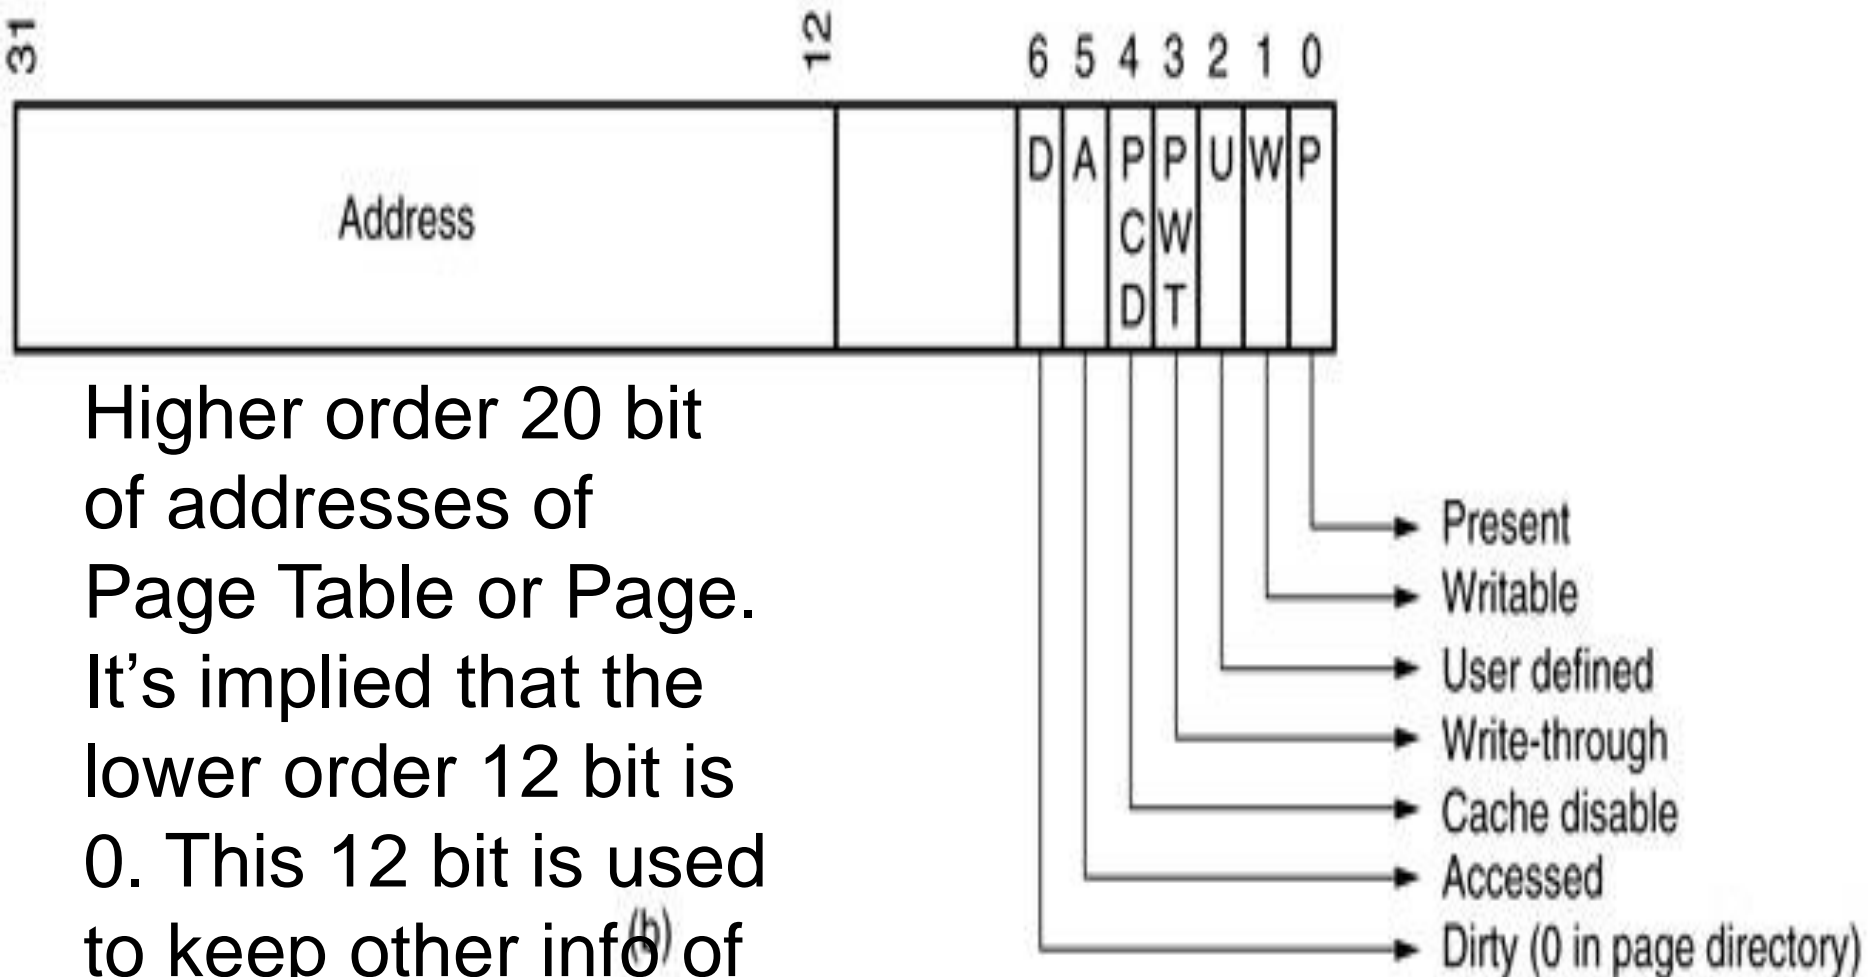 31
12
6 5 4 3 2 1 0
Address
D A PCD PWT U W P
Higher order 20 bit
of addresses of
Page Table or Page.
It’s implied that the
lower order 12 bit is
0. This 12 bit is used
to keep other info of
(b)
Present
Writable
User defined
Write-through
Cache disable
Accessed
Dirty (0 in page directory)